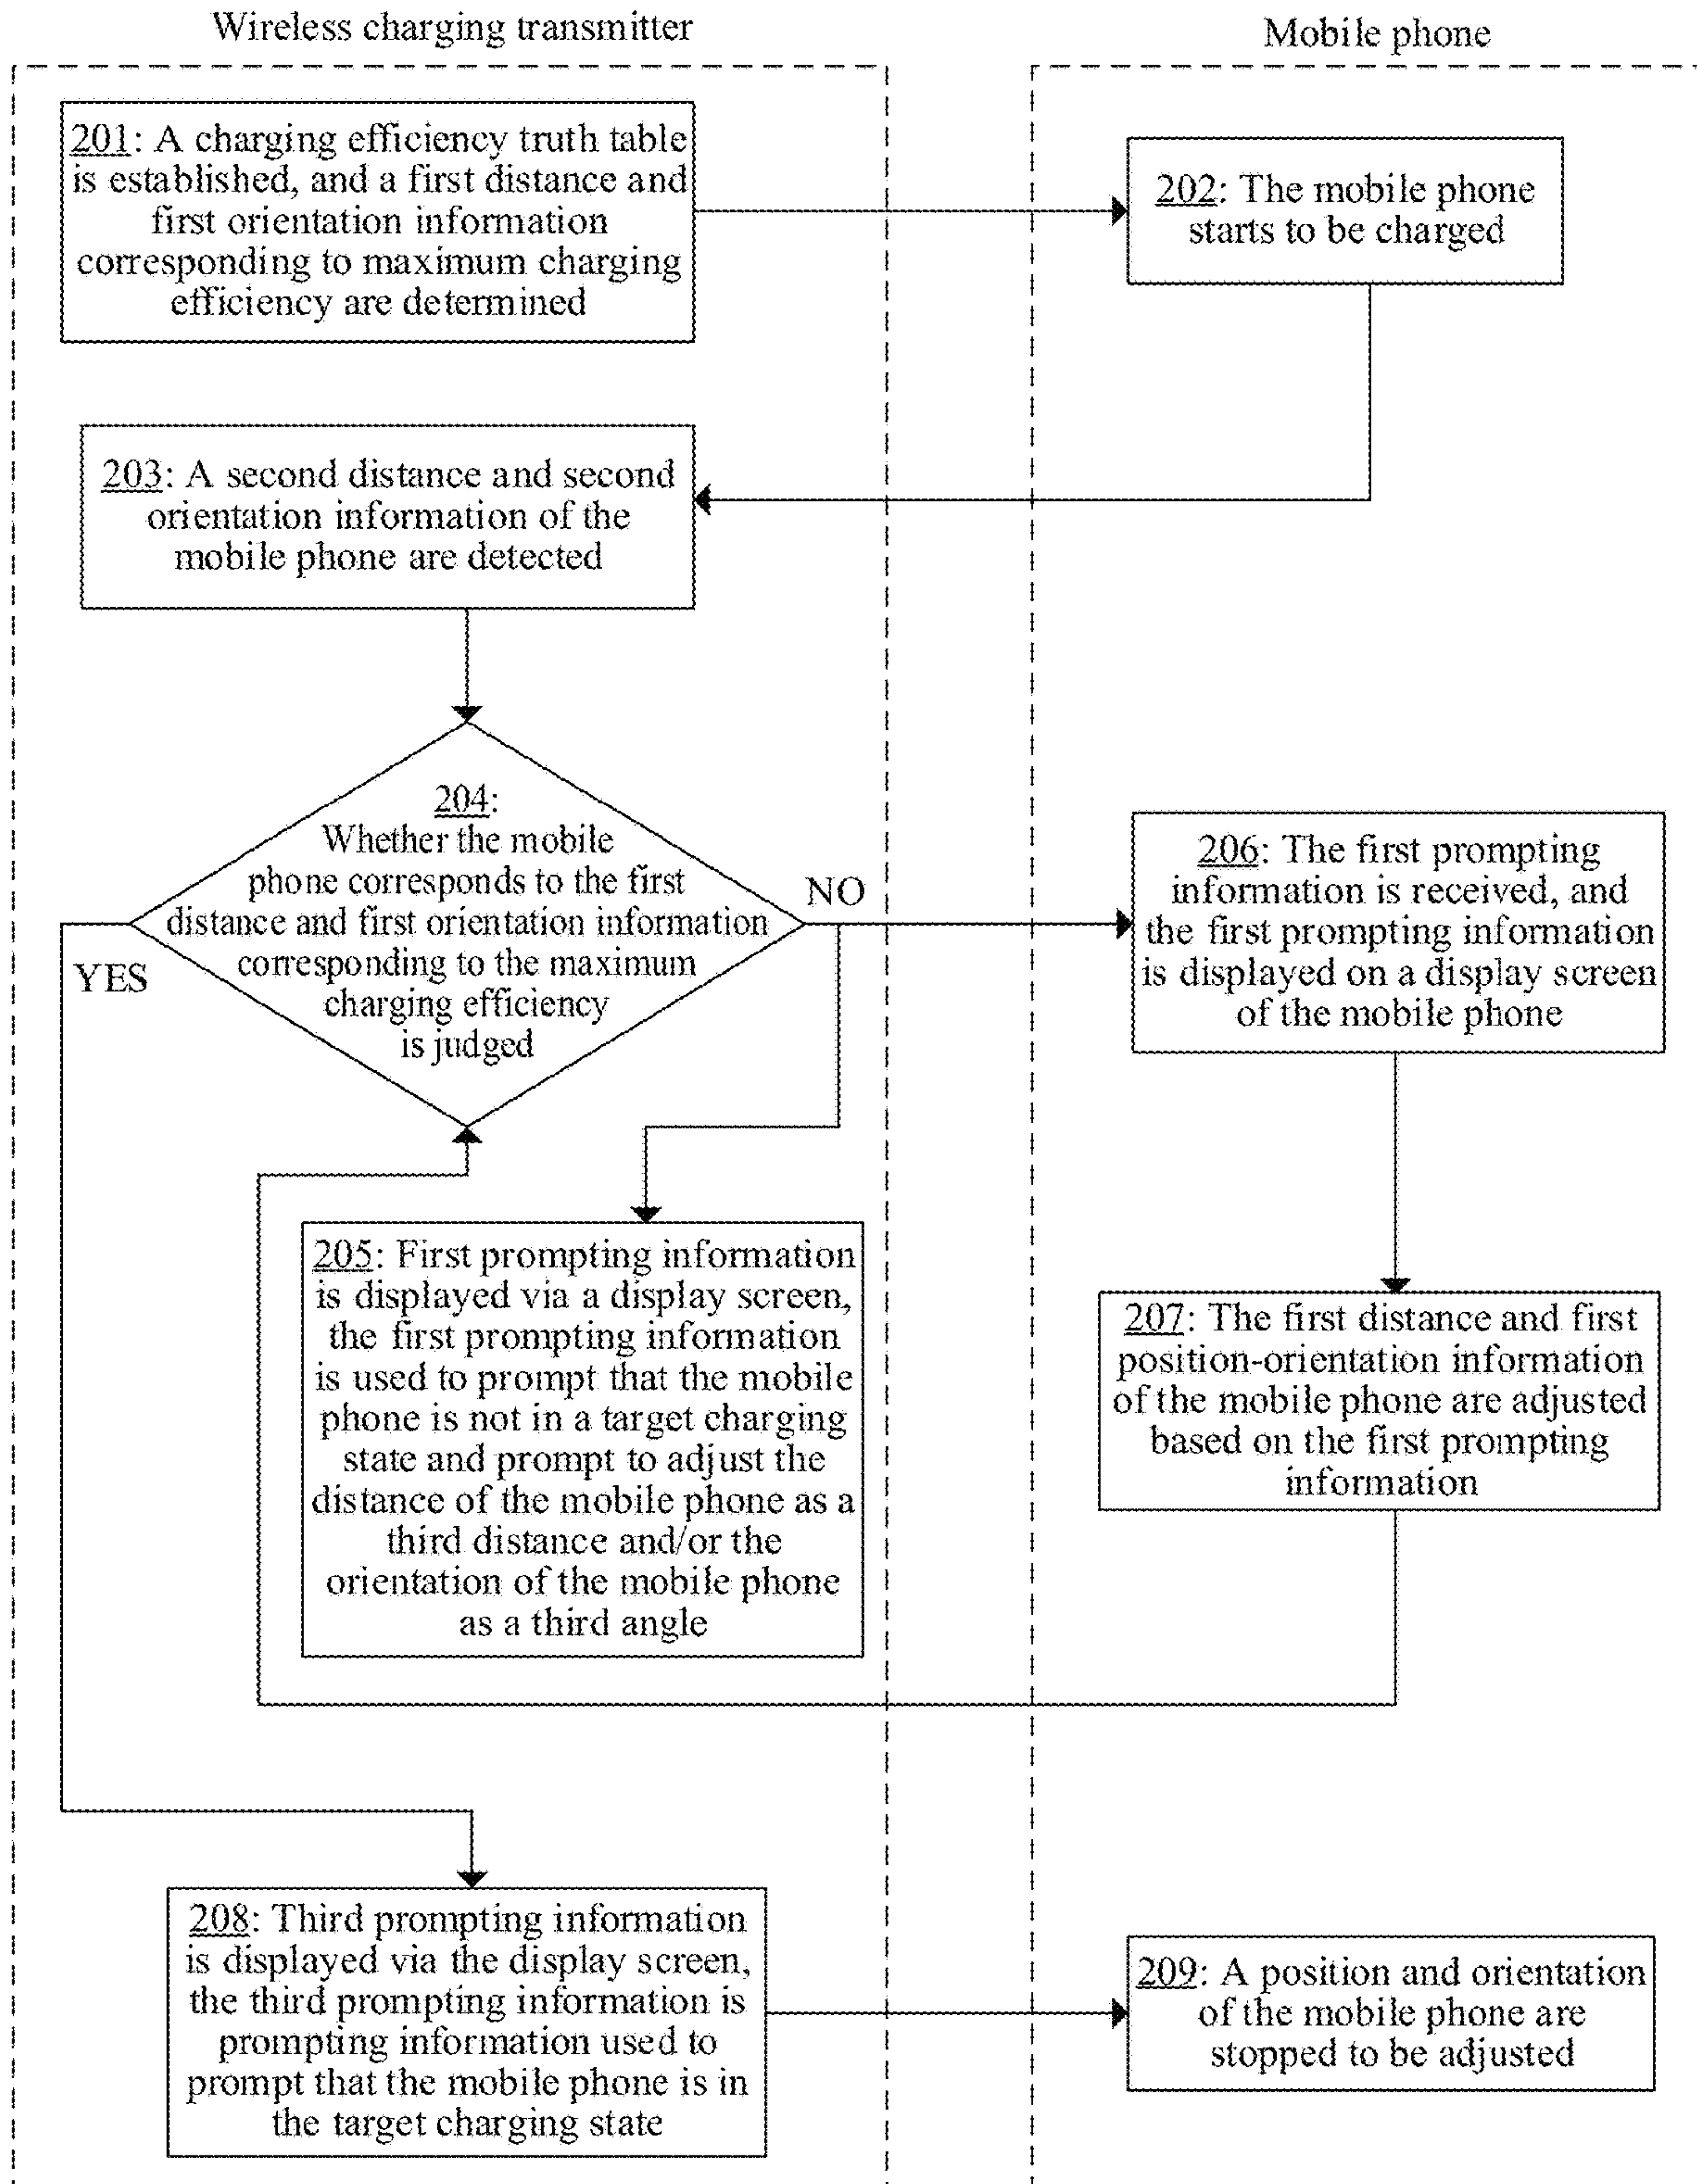 Wireless charging transmitter
Mobile phone
201: A charging efficiency truth table
is established, and a first distance and
first orientation information
corresponding to maximum charging
efficiency are determined
202: The mobile phone
starts to be charged
203: A second distance and second
orientation information of the
mobile phone are detected
204:
Whether the mobile
phone corresponds to the first
distance and first orientation information
corresponding to the maximum
charging efficiency
is judged
NO
YES
206: The first prompting
information is received, and
the first prompting information
is displayed on a display screen
of the mobile phone
205: First prompting information
is displayed via a display screen,
the first prompting information
is used to prompt that the mobile
phone is not in a target charging
state and prompt to adjust the
distance of the mobile phone as a
third distance and/or the
orientation of the mobile phone
as a third angle
207: The first distance and first
position-orientation information
of the mobile phone are adjusted
based on the first prompting
information
208: Third prompting information
is displayed via the display screen,
the third prompting information is
prompting information used to
prompt that the mobile phone is in
the target charging state
209: A position and orientation
of the mobile phone are
stopped to be adjusted